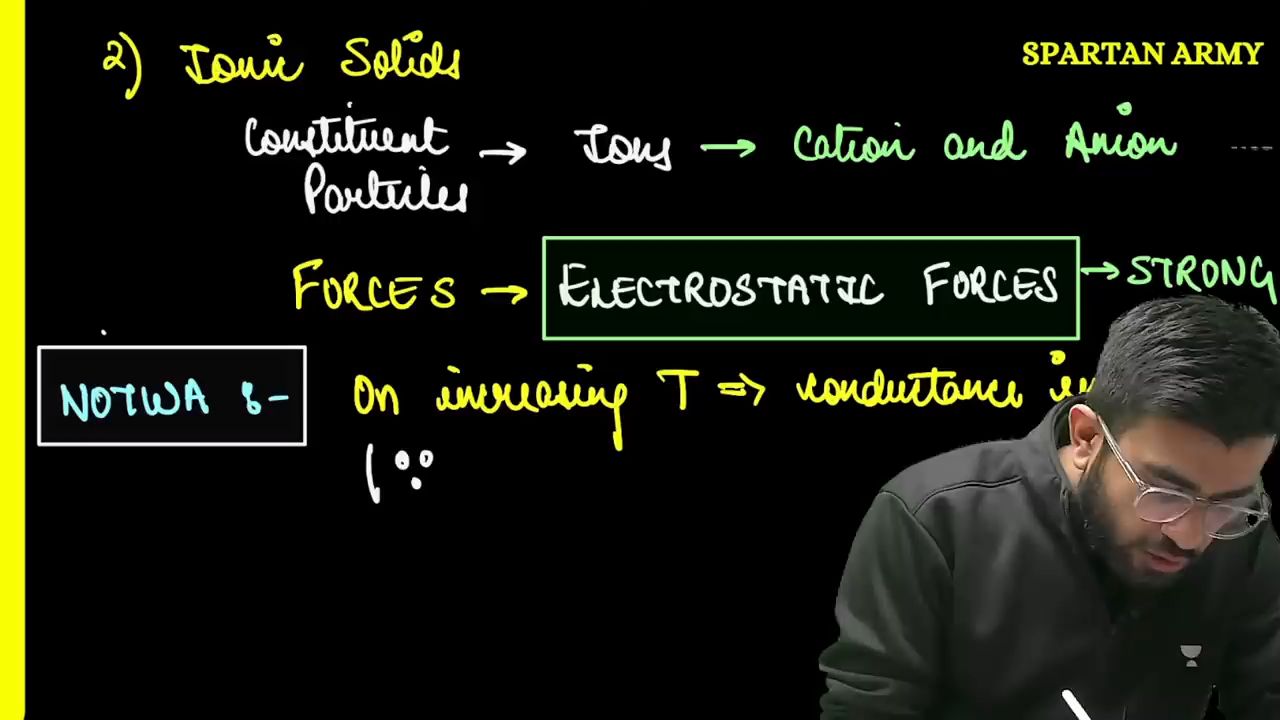 SPARTAN ARMY
2) Ionic Solids
Constituent Particles → Ions → Cation and Anion
FORCES → ELECTROSTATIC FORCES → STRONG
NOTWA :- On increasing T => conductance
(∵